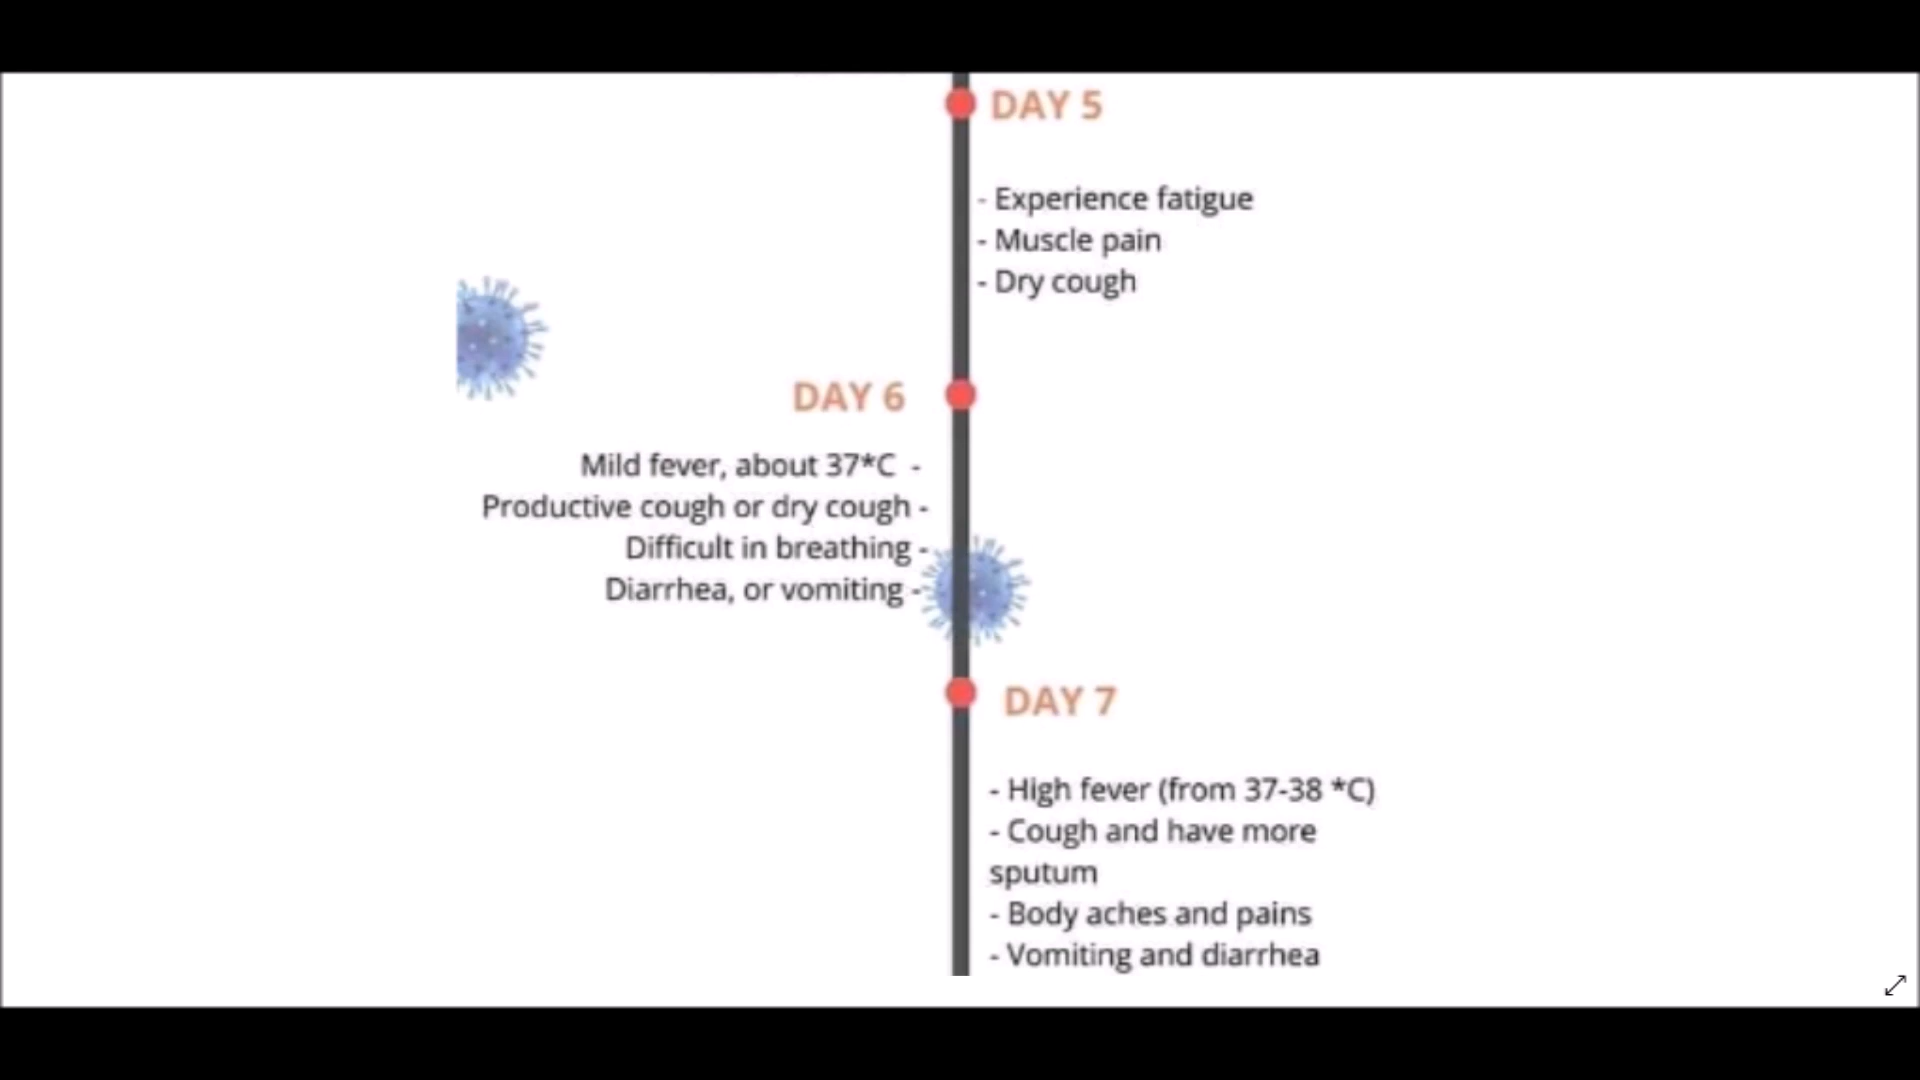 DAY 5
- Experience fatigue
- Muscle pain
- Dry cough
DAY 6
Mild fever, about 37*C -
Productive cough or dry cough -
Difficult in breathing -
Diarrhea, or vomiting -
DAY 7
- High fever (from 37-38 *C)
- Cough and have more
sputum
- Body aches and pains
- Vomiting and diarrhea